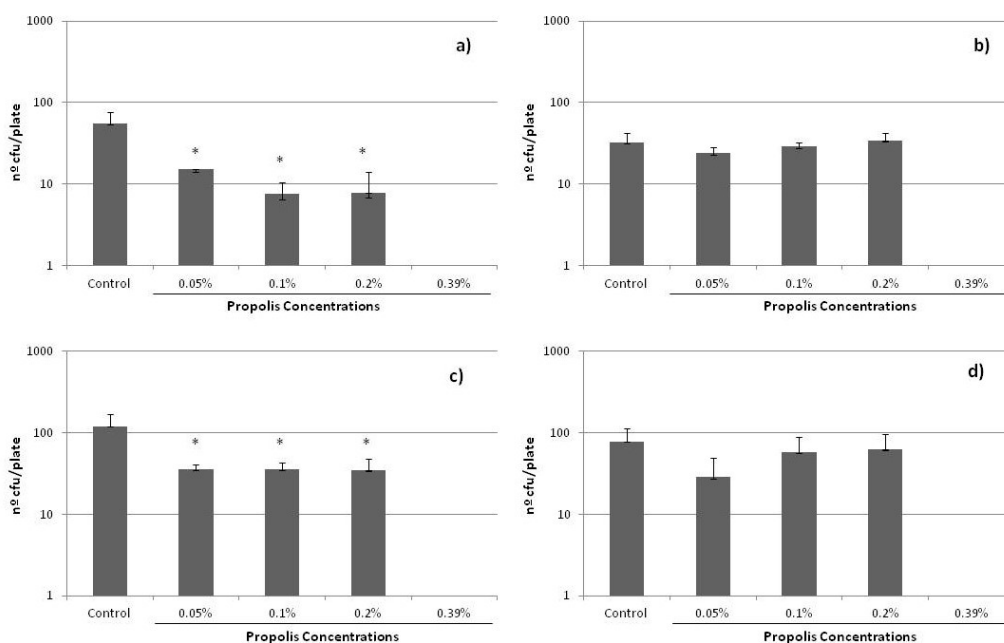 a)
1000
100
10
1
nº cfu/plate
*
*
*
Control 0.05% 0.1% 0.2% 0.39%
Propolis Concentrations
b)
1000
100
10
1
nº cfu/plate
Control 0.05% 0.1% 0.2% 0.39%
Propolis Concentrations
c)
1000
100
10
1
nº cfu/plate
*
*
*
Control 0.05% 0.1% 0.2% 0.39%
Propolis Concentrations
d)
1000
100
10
1
nº cfu/plate
Control 0.05% 0.1% 0.2% 0.39%
Propolis Concentrations